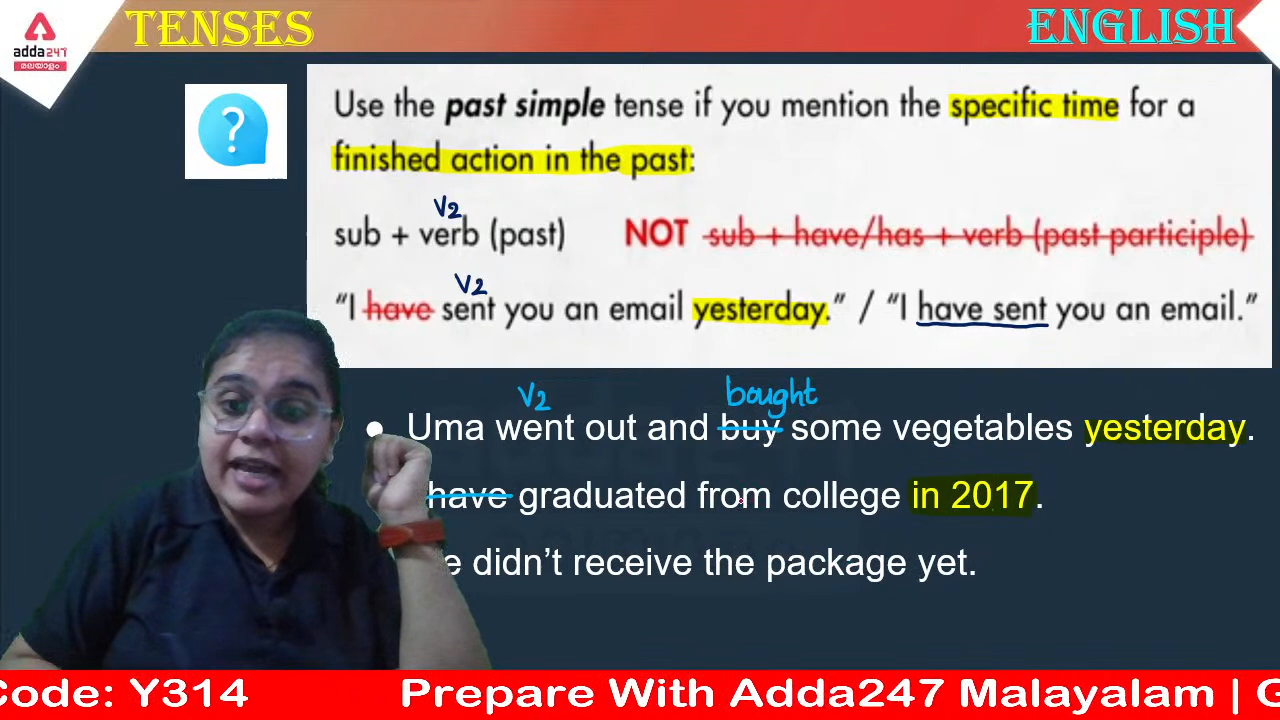 TENSES
ENGLISH
adda247
മലയാളം
?
Use the past simple tense if you mention the specific time for a
finished action in the past:
V2
sub + verb (past) NOT sub + have/has + verb (past participle)
V2
"I have sent you an email yesterday." / "I have sent you an email."
V2 bought
Uma went out and buy some vegetables yesterday.
have graduated from college in 2017.
e didn't receive the package yet.
Code: Y314 Prepare With Adda247 Malayalam | G